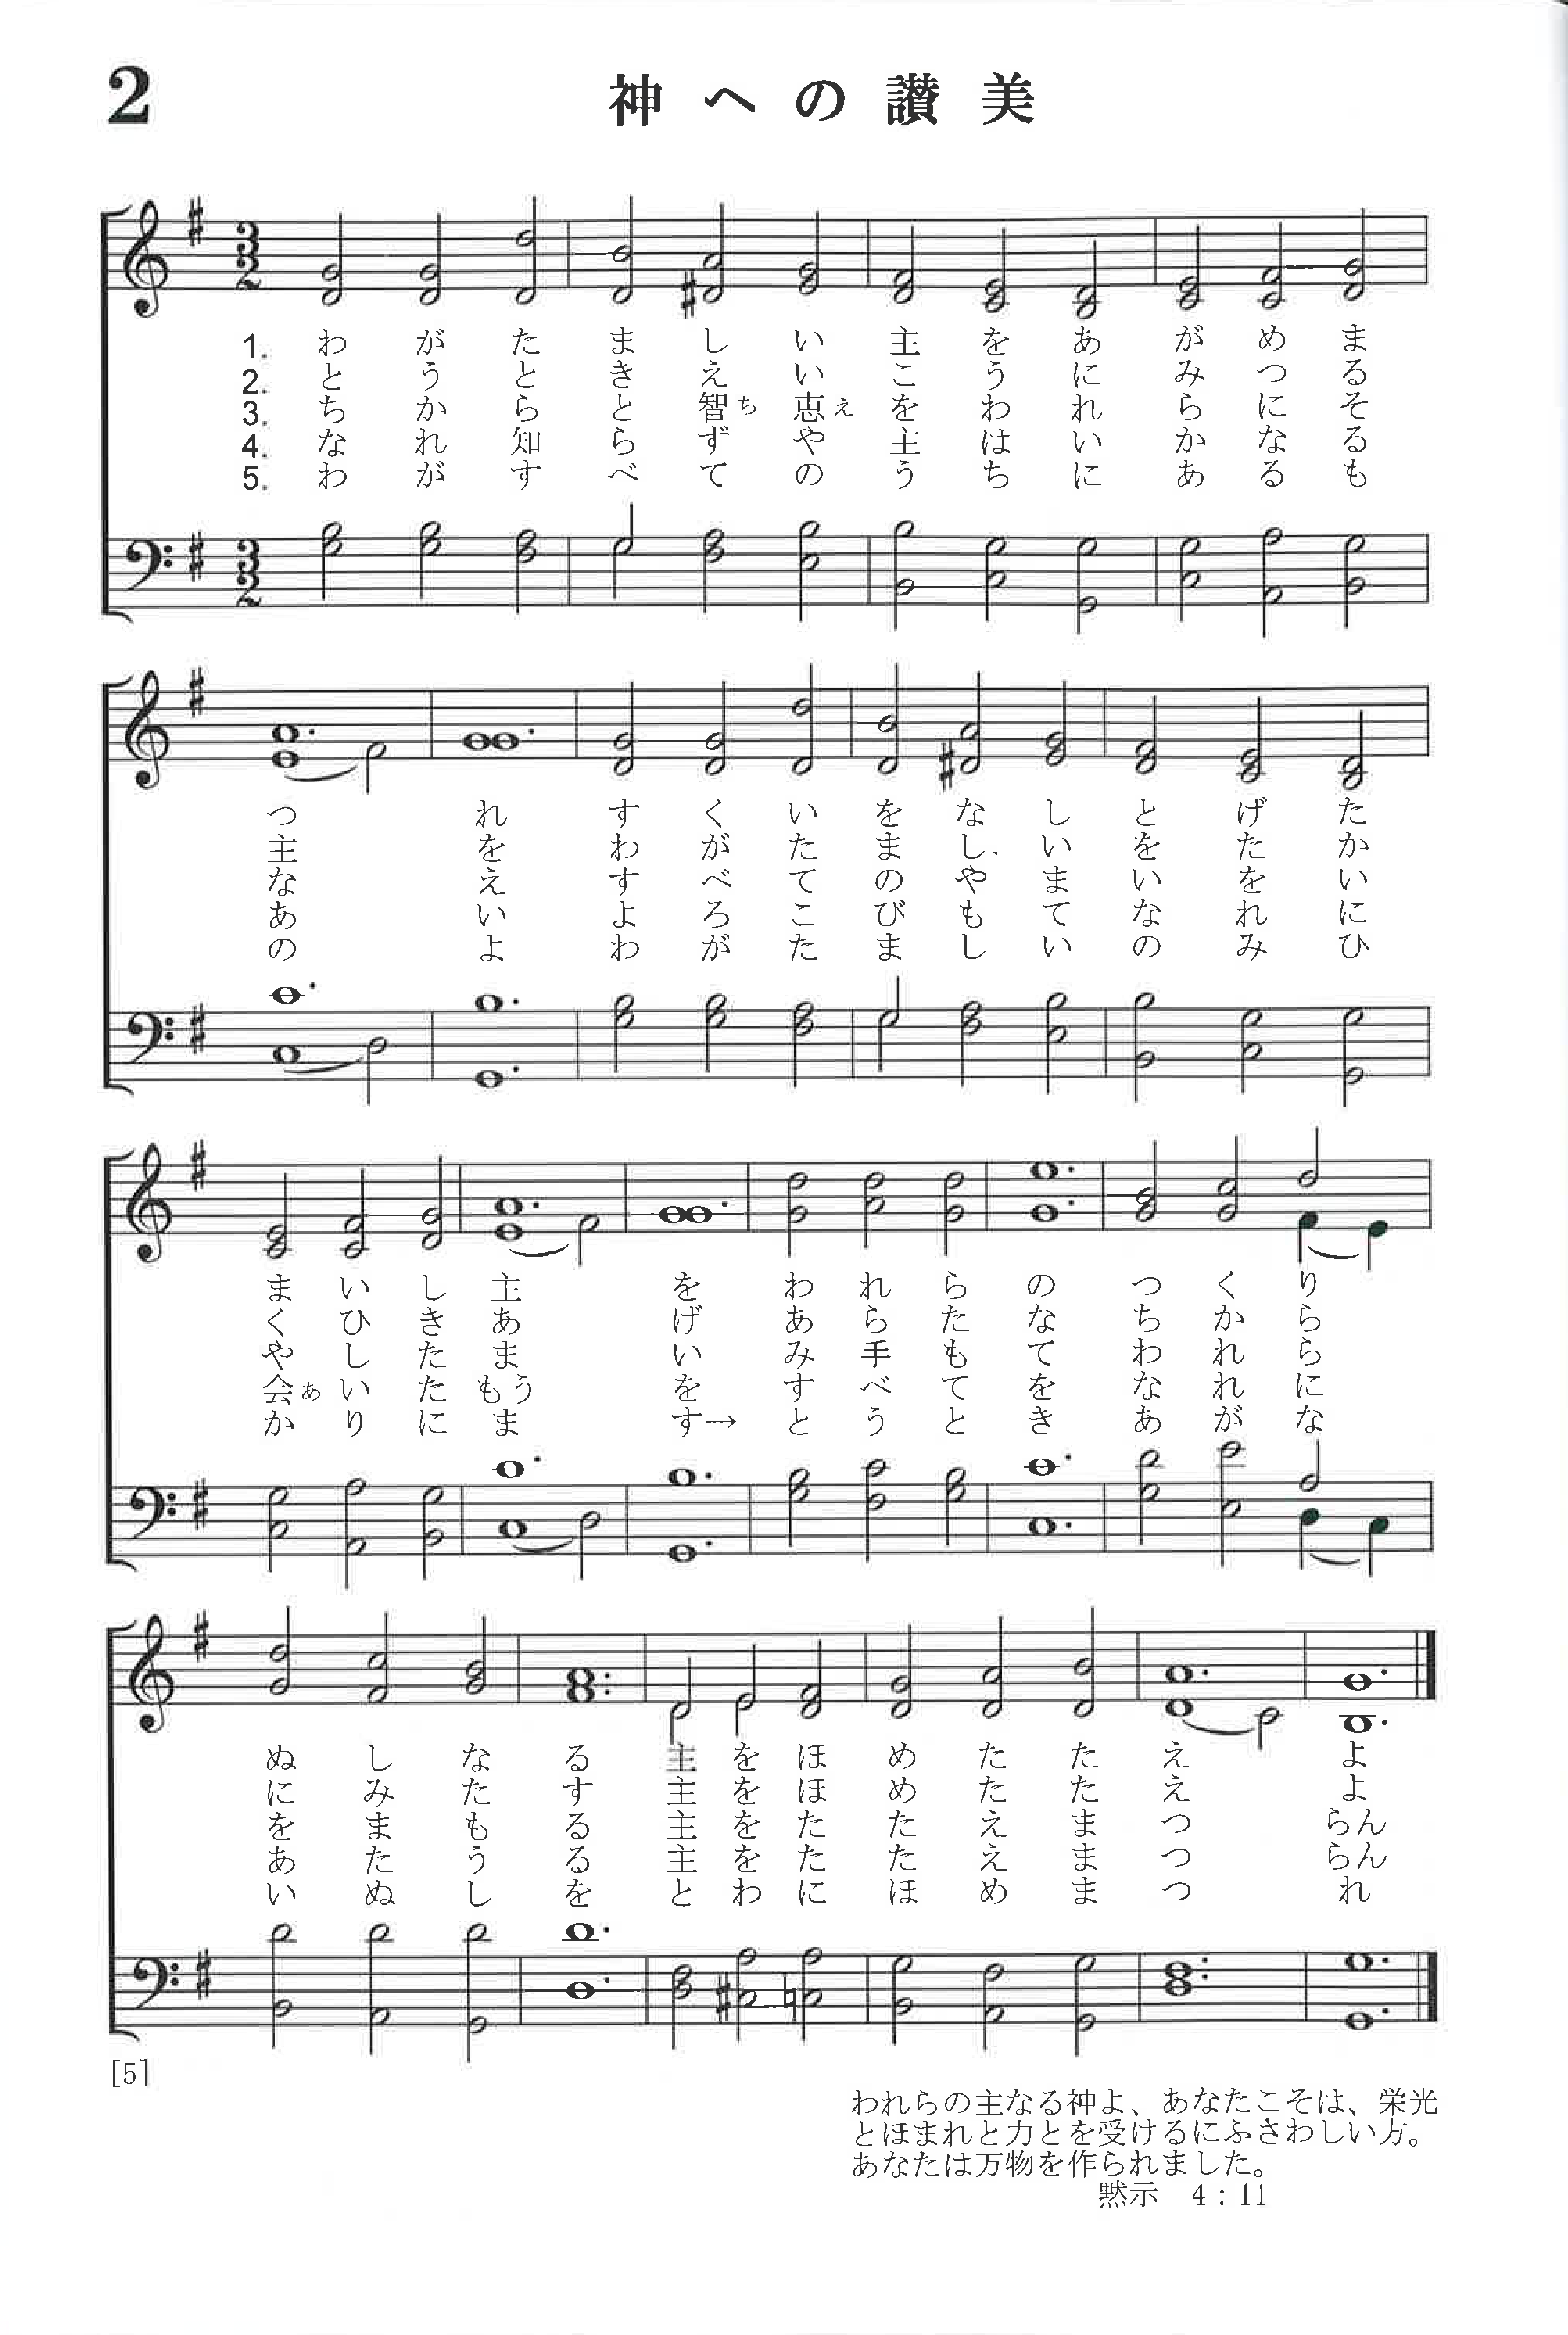 2
神への讃美
1. わがたましい主をあがめま
2. とうときえいこうにみつる
3. ちからと智ち恵えをわれらにそ
4. なれ知らずや主はいかなる
5. わがすべてのうちにあるも
つれすくいをなしとげた
主をわがたましいをたか
なえすべてのやまいをい
あいよろこびもてなれに
のよわがたましいのみひ
まいし主をわれらのつくり
くひきあげあらたなちから
やしたまいみ手もてわれら
会ぁいたもうをすべてをなれに
かりにます→とうときあがな
ぬしなる主をほめたたえよ
にみたする主をほめたたえよ
をまもる主をたたえまつらん
あたうる主をたたえまつらん
いぬしをとわにほめまつれ
[5]
われらの主なる神よ、あなたこそは、栄光
とほまれと力とを受けるにふさわしい方。
あなたは万物を作られました。
黙示 4：11